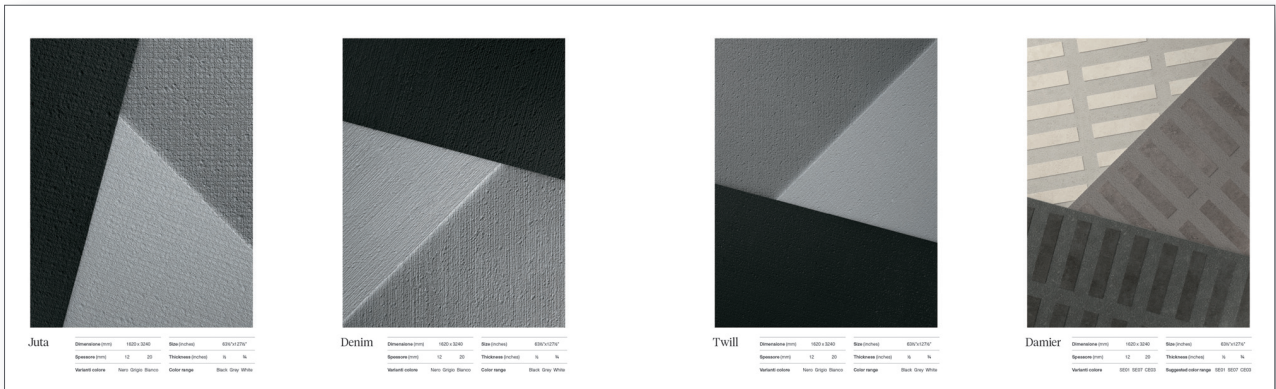 Juta
Dimensione (mm) 1620 x 3240 Size (inches) 63¾"x127½"
Spessore (mm) 12 20 Thickness (inches) ½ ¾
Varianti colore Nero Grigio Bianco Color range Black Grey White
Denim
Dimensione (mm) 1620 x 3240 Size (inches) 63¾"x127½"
Spessore (mm) 12 20 Thickness (inches) ½ ¾
Varianti colore Nero Grigio Bianco Color range Black Grey White
Twill
Dimensione (mm) 1620 x 3240 Size (inches) 63¾"x127½"
Spessore (mm) 12 20 Thickness (inches) ½ ¾
Varianti colore Nero Grigio Bianco Color range Black Grey White
Damier
Dimensione (mm) 1620 x 3240 Size (inches) 63¾"x127½"
Spessore (mm) 12 20 Thickness (inches) ½ ¾
Varianti colore SE01 SE07 CE03 Suggested color range SE01 SE07 CE03